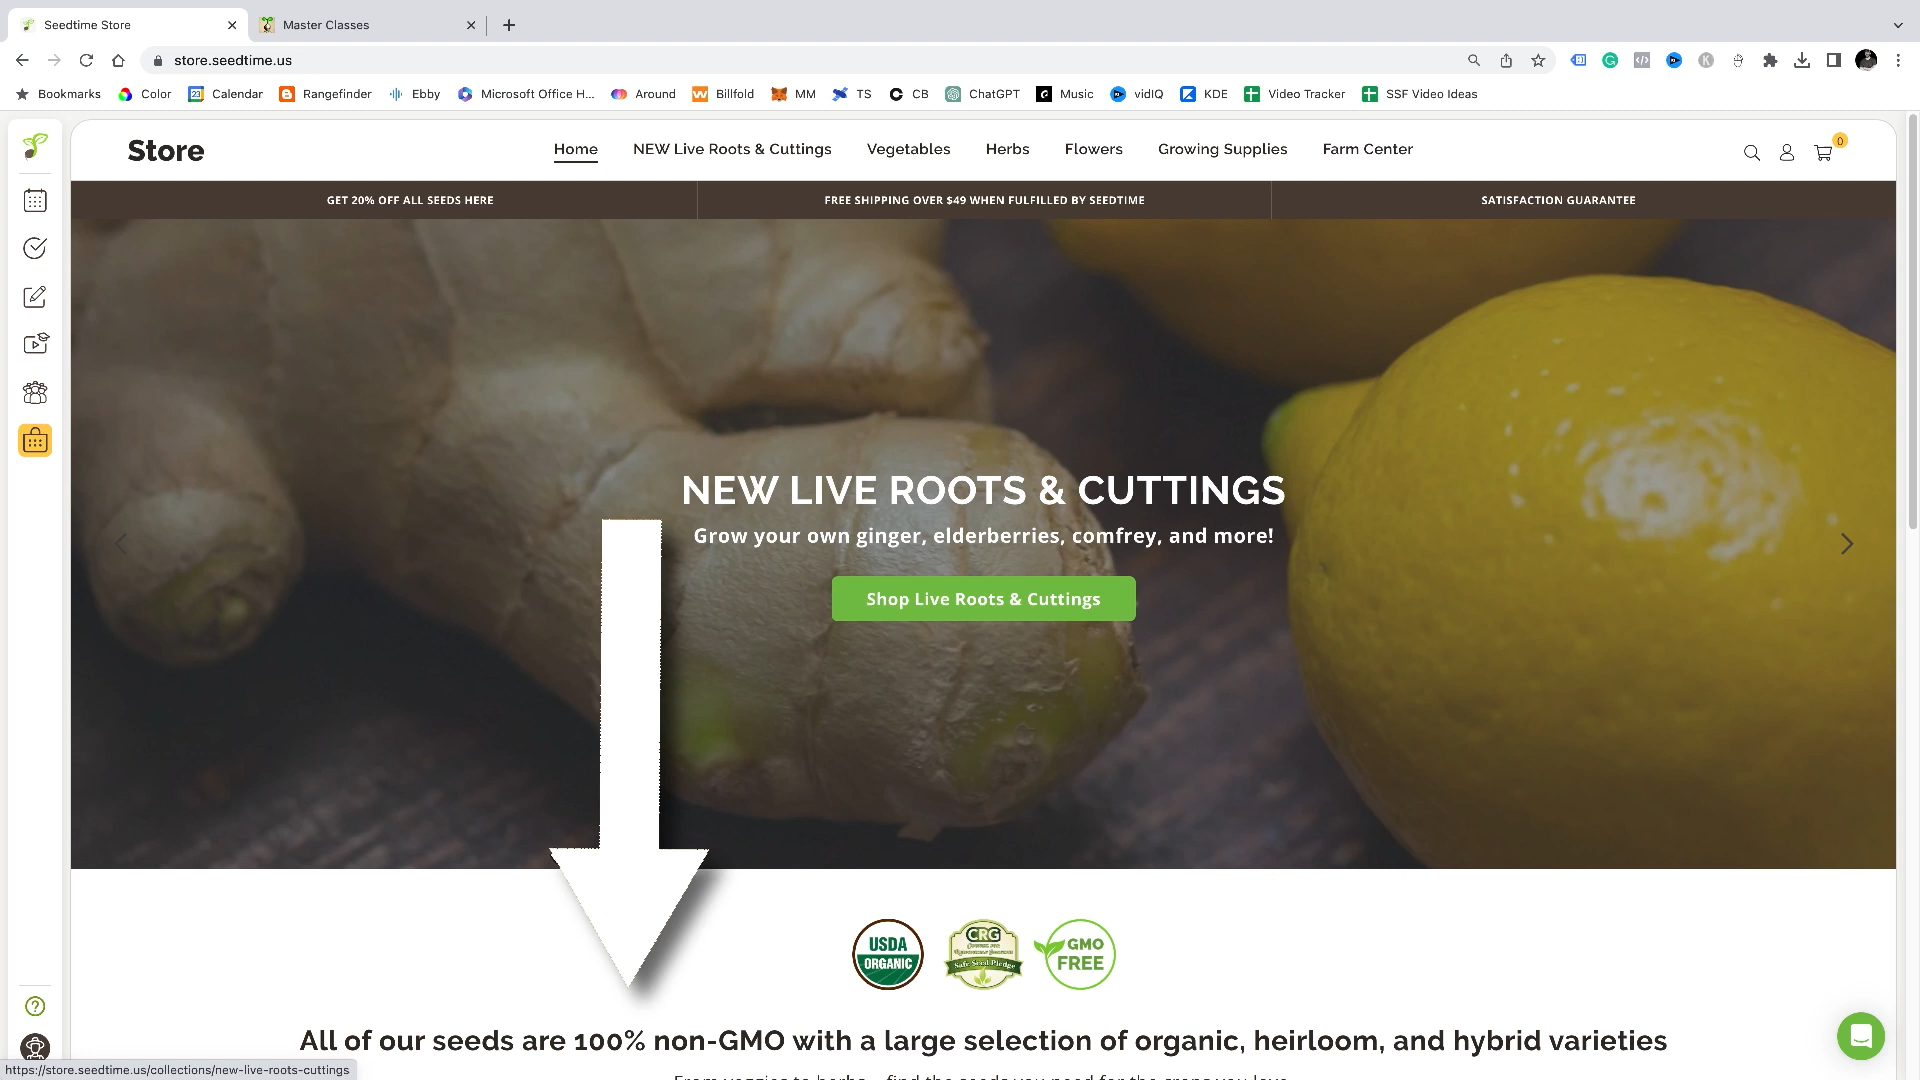 Seedtime Store
Master Classes
store.seedtime.us
Bookmarks Color Calendar Rangefinder Ebby Microsoft Office H... Around Billfold MM TS CB ChatGPT Music vidIQ KDE Video Tracker SSF Video Ideas
Store
Home NEW Live Roots & Cuttings Vegetables Herbs Flowers Growing Supplies Farm Center
0
GET 20% OFF ALL SEEDS HERE
FREE SHIPPING OVER $49 WHEN FULFILLED BY SEEDTIME
SATISFACTION GUARANTEE
NEW LIVE ROOTS & CUTTINGS
Grow your own ginger, elderberries, comfrey, and more!
Shop Live Roots & Cuttings
USDA
ORGANIC
CRG
Safe Seed Pledge
GMO
FREE
All of our seeds are 100% non-GMO with a large selection of organic, heirloom, and hybrid varieties
https://store.seedtime.us/collections/new-live-roots-cuttings